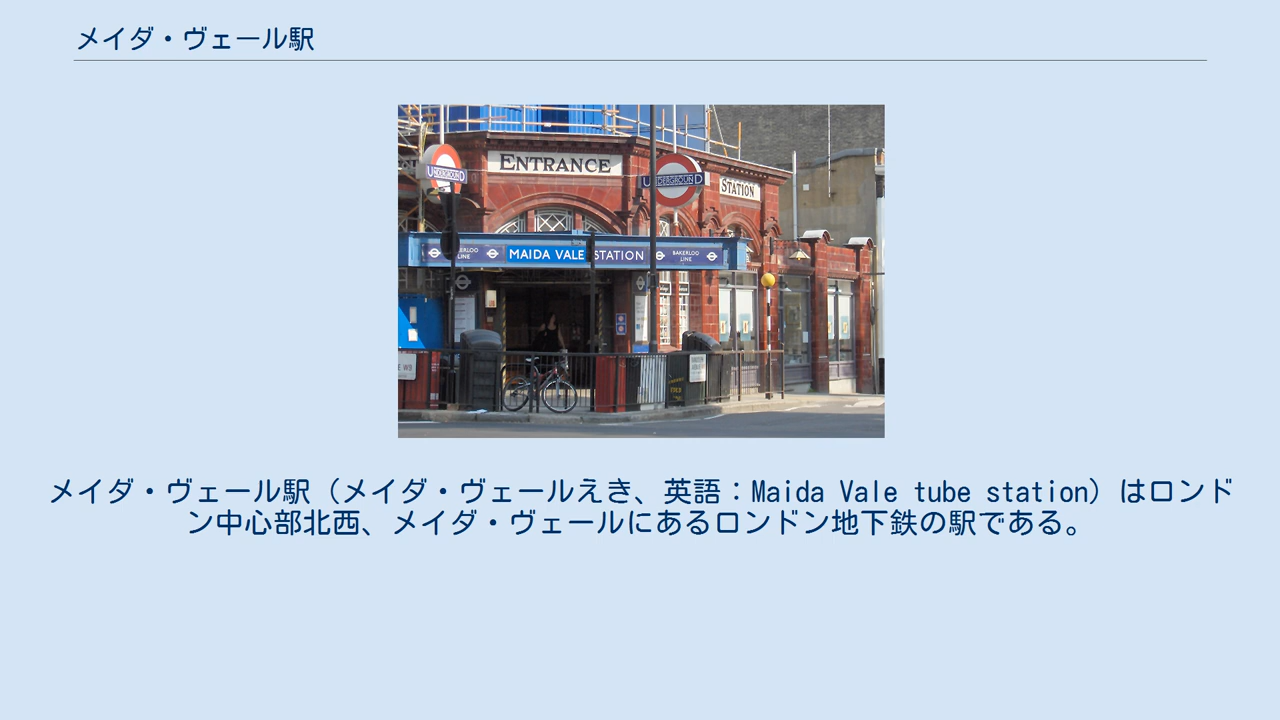 メイダ・ヴェール駅
ENTRANCE
UNDERGROUND
UNDERGROUND
STATION
BAKERLOO LINE
MAIDA VALE STATION
BAKERLOO LINE
メイダ・ヴェール駅（メイダ・ヴェールえき、英語：Maida Vale tube station）はロンド
ン中心部北西、メイダ・ヴェールにあるロンドン地下鉄の駅である。